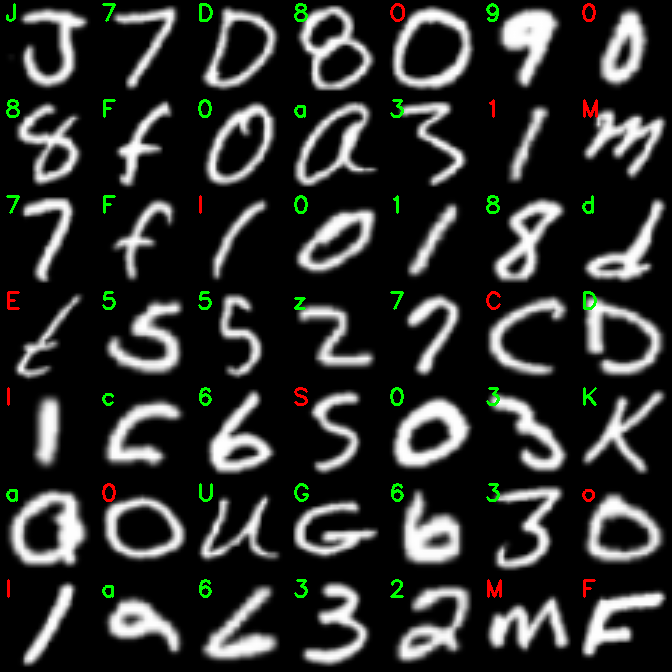 J 7 D 8 O 9 0
8 F 0 a 3 1 M
7 F I 0 1 8 d
E 5 5 z 7 C D
I c 6 S 0 3 K
a 0 U G 6 3 o
I a 6 3 2 M F